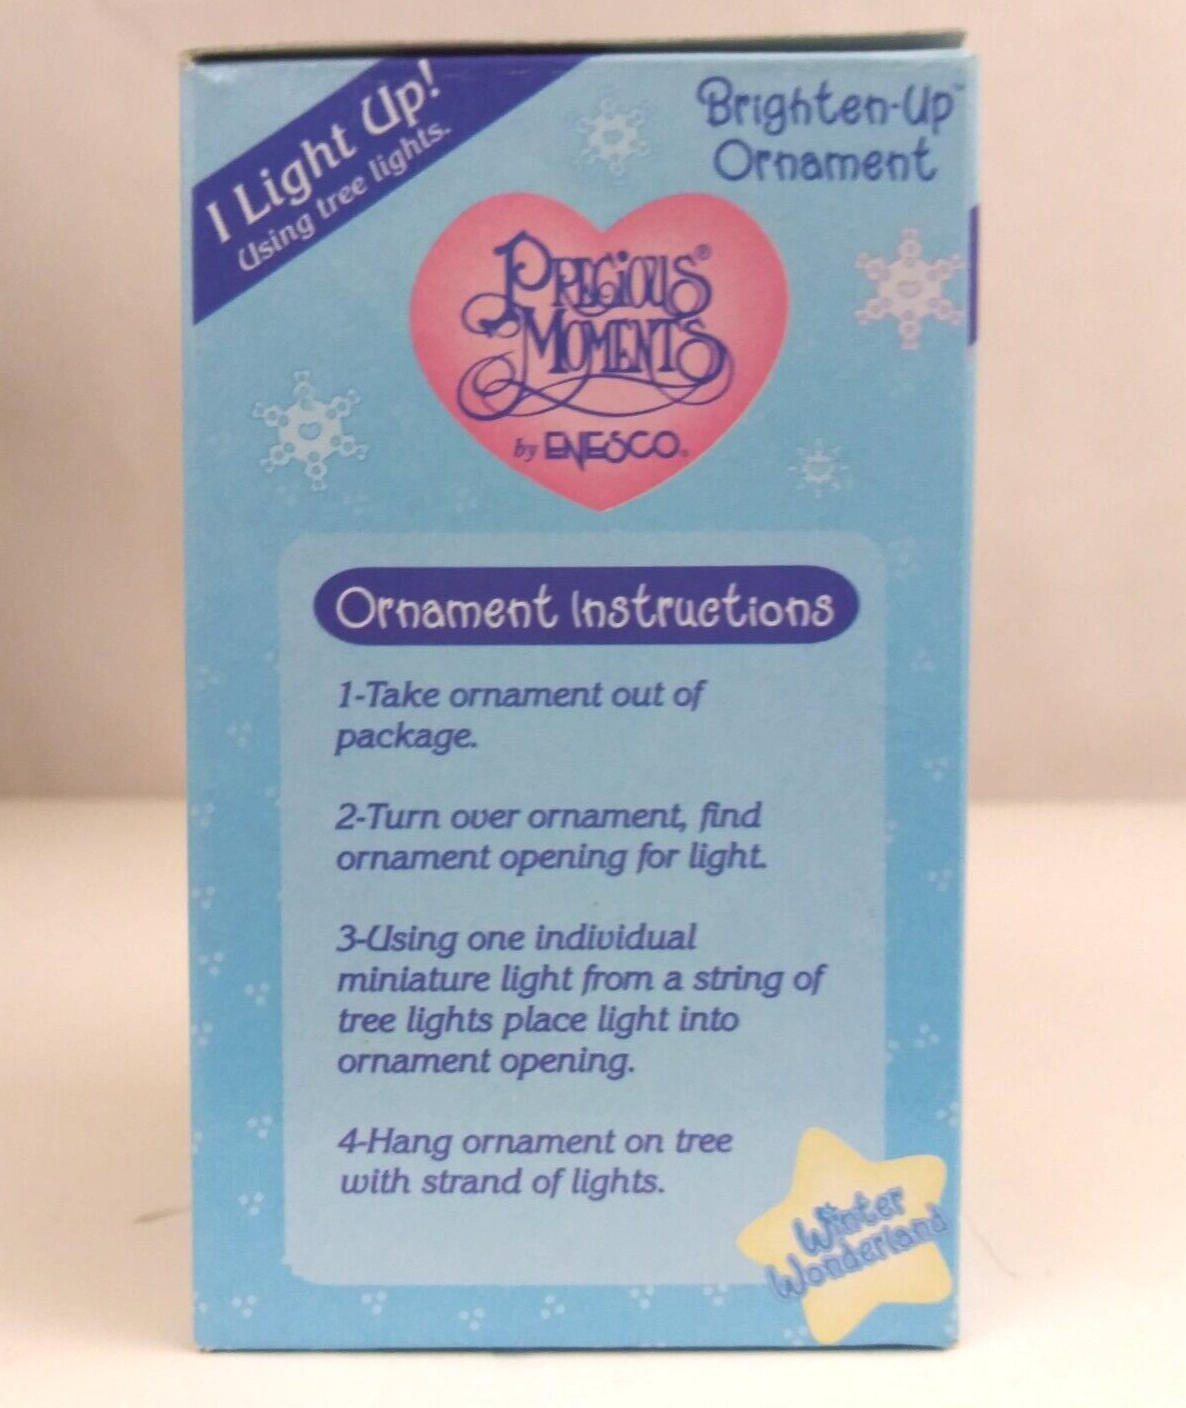 I Light Up!
Using tree lights.
Brighten-Up™
Ornament
PRECIOUS®
MOMENTS
by ENESCO®
Ornament Instructions
1-Take ornament out of
package.
2-Turn over ornament, find
ornament opening for light.
3-Using one individual
miniature light from a string of
tree lights place light into
ornament opening.
4-Hang ornament on tree
with strand of lights.
Winter
Wonderland